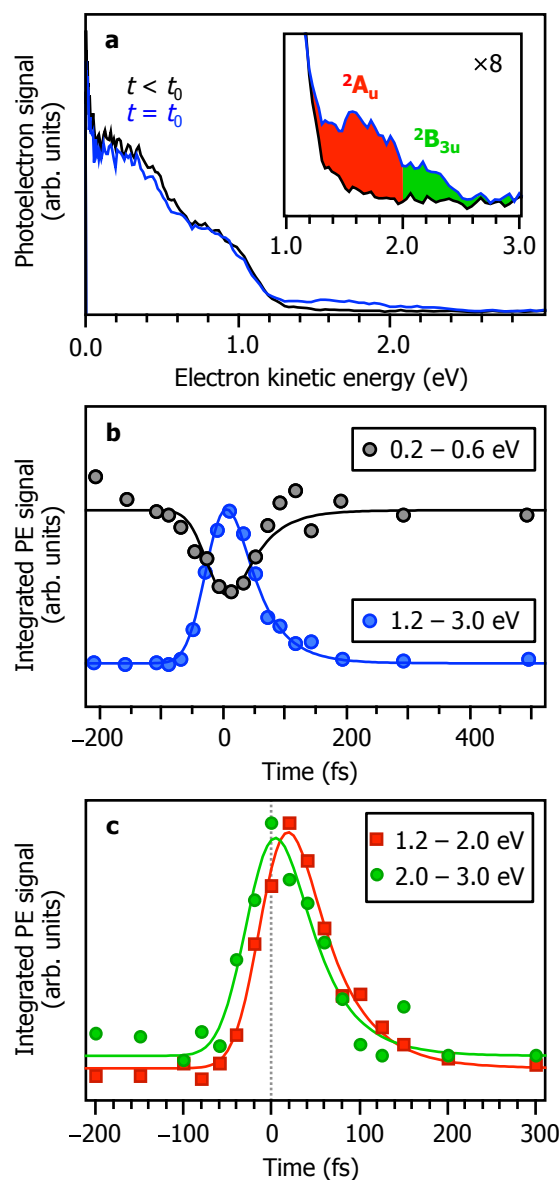 a
t < t₀
t = t₀
×8
²Aᵤ
²B₃ᵤ
1.0 2.0 3.0
Photoelectron signal
(arb. units)
0.0 1.0 2.0
Electron kinetic energy (eV)
b
0.2 – 0.6 eV
1.2 – 3.0 eV
Integrated PE signal
(arb. units)
−200 0 200 400
Time (fs)
c
1.2 – 2.0 eV
2.0 – 3.0 eV
Integrated PE signal
(arb. units)
−200 −100 0 100 200 300
Time (fs)